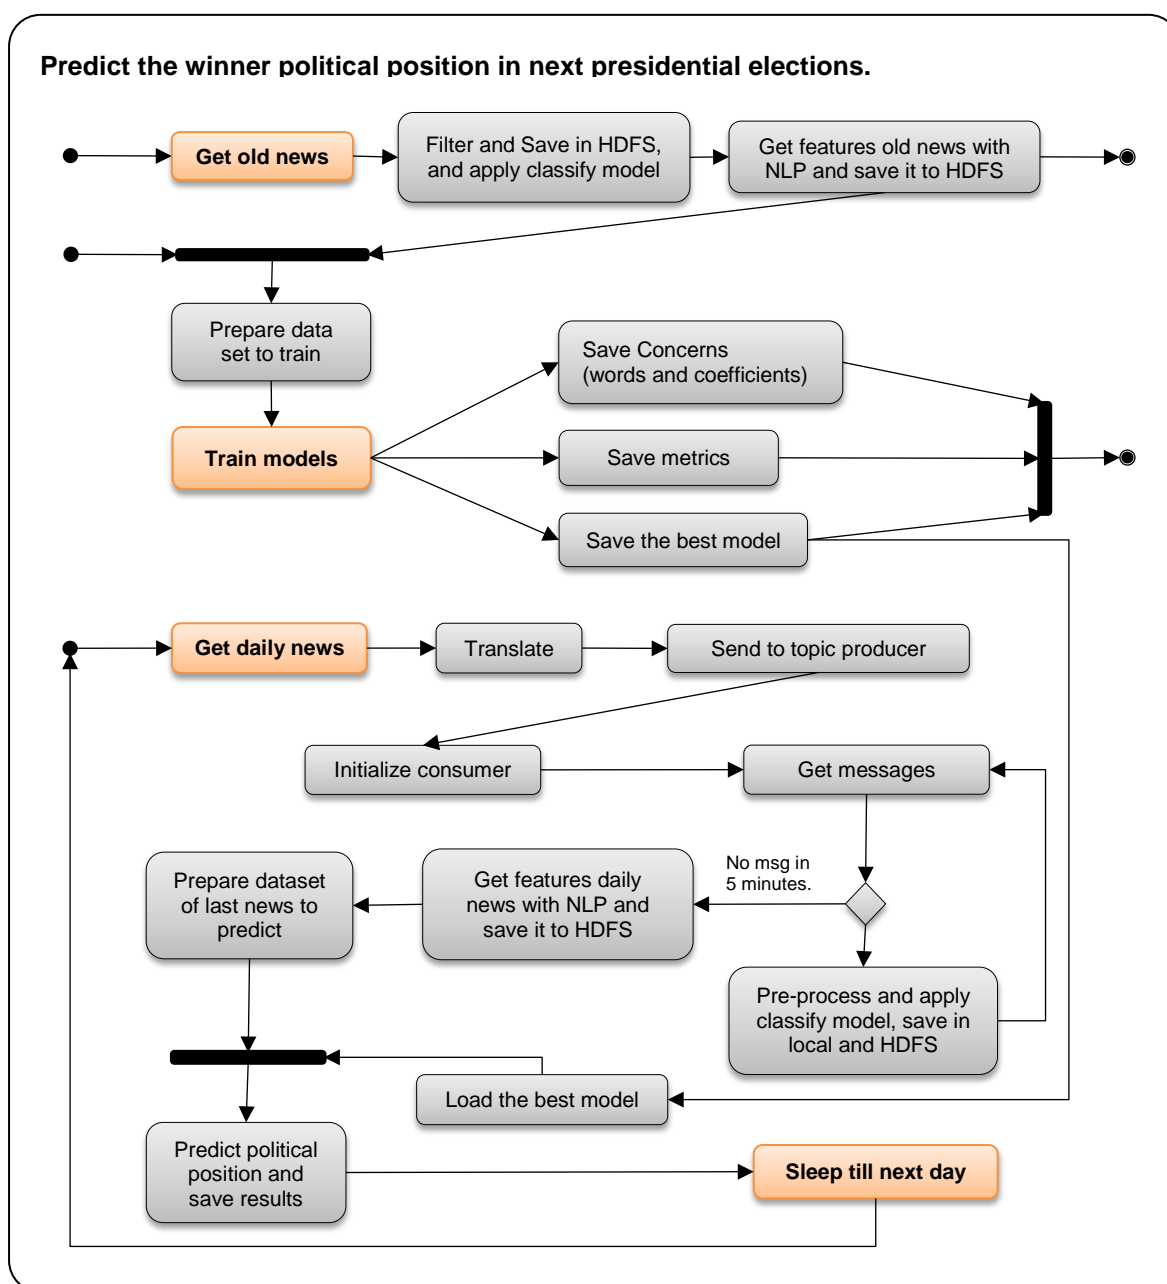 Predict the winner political position in next presidential elections.
Get old news
Filter and Save in HDFS,
and apply classify model
Get features old news with
NLP and save it to HDFS
Prepare data
set to train
Save Concerns
(words and coefficients)
Train models
Save metrics
Save the best model
Get daily news
Translate
Send to topic producer
Initialize consumer
Get messages
No msg in
5 minutes.
Get features daily
news with NLP and
save it to HDFS
Prepare dataset
of last news to
predict
Pre-process and apply
classify model, save in
local and HDFS
Load the best model
Predict political
position and
save results
Sleep till next day